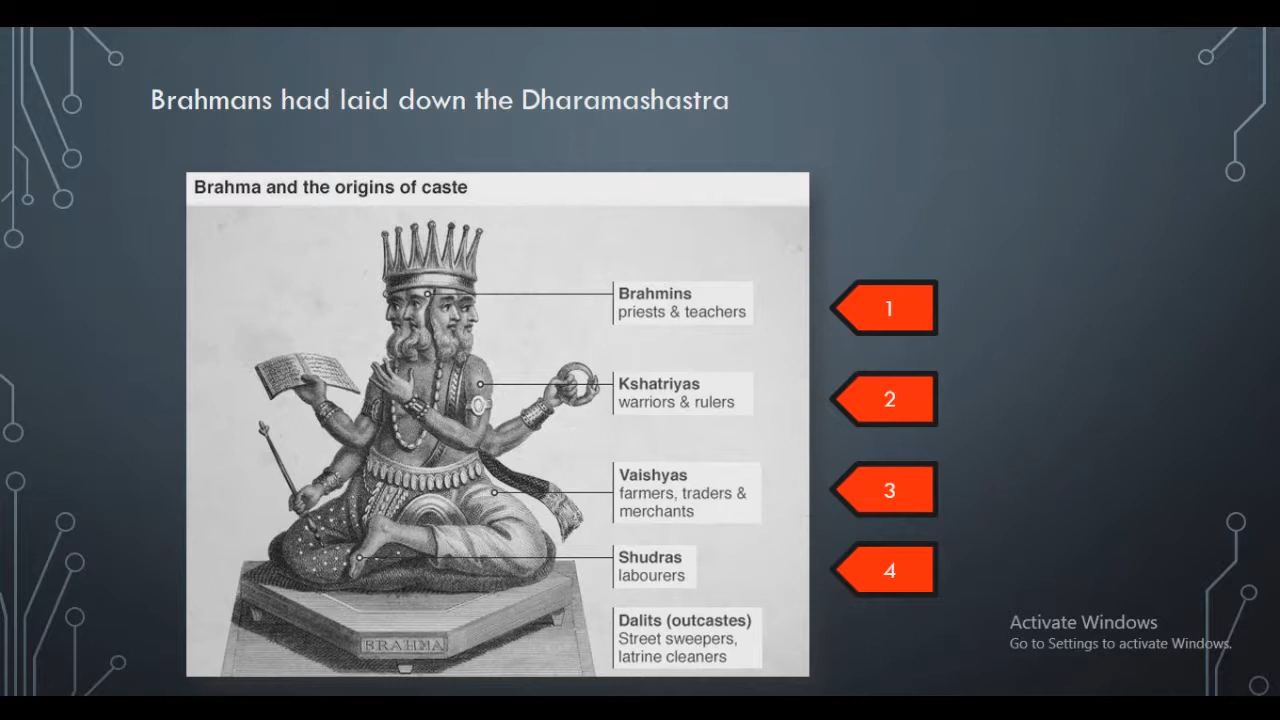 Brahmans had laid down the Dharamashastra
Brahma and the origins of caste
Brahmins
priests & teachers
1
Kshatriyas
warriors & rulers
2
Vaishyas
farmers, traders &
merchants
3
Shudras
labourers
4
Dalits (outcastes)
Street sweepers,
latrine cleaners
BRAHMA
Activate Windows
Go to Settings to activate Windows.